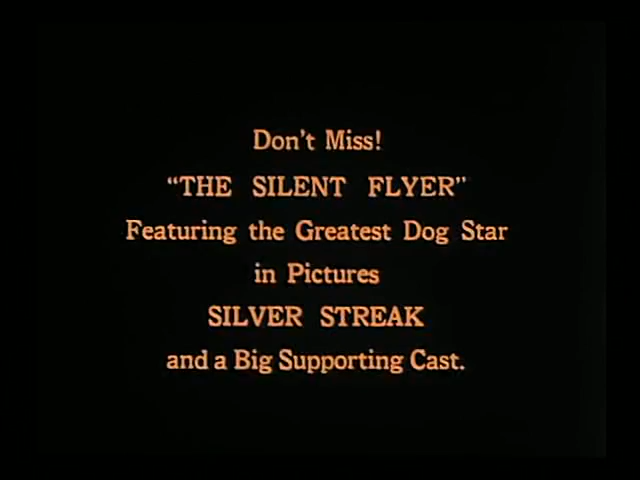 Don't Miss!
“THE SILENT FLYER”
Featuring the Greatest Dog Star
in Pictures
SILVER STREAK
and a Big Supporting Cast.